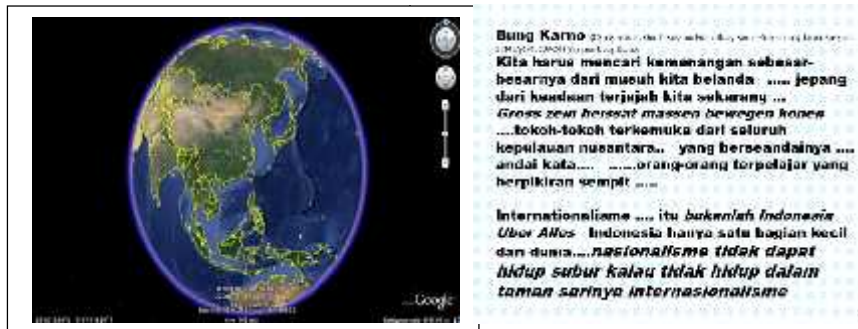 Google
Bung Karno
Kita harus mencari kemenangan sebesar-
besarnya dari musuh kita belanda ..... jepang
dari keadaan terjajah kita sekarang ...
Gross zein heissat massen bewegen konen
....tokoh-tokoh terkemuka dari seluruh
kepulauan nusantara.. yang berseandainya ....
andai kata.... ......orang-orang terpelajar yang
berpikiran sempit .....
Internationalisme .... itu bukanlah Indonesia
Uber Alles Indonesia hanya satu bagian kecil
dari dunia....nasionalisme tidak dapat
hidup subur kalau tidak hidup dalam
taman sarinya internasionalisme